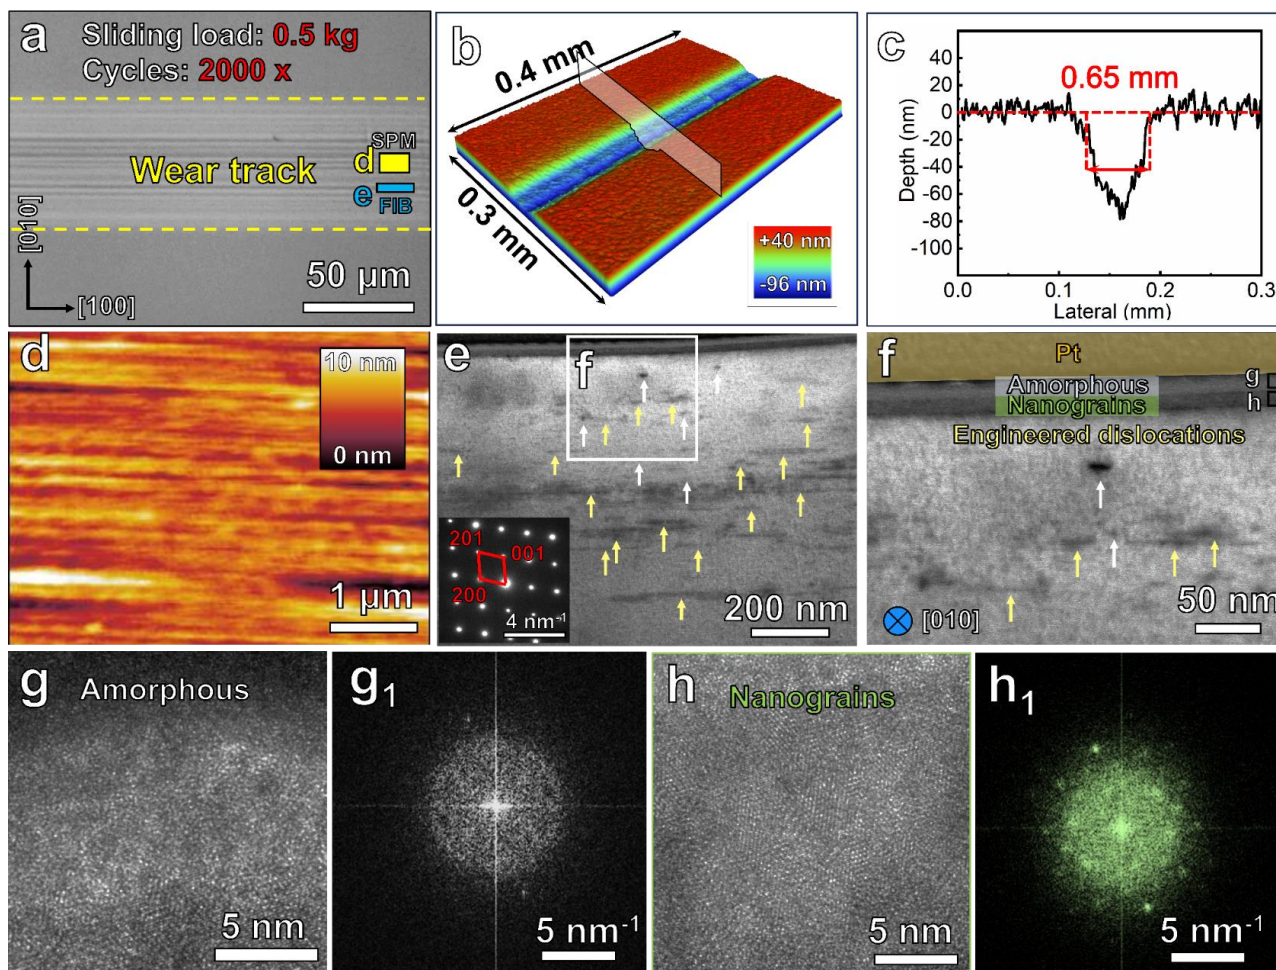 a
Sliding load: 0.5 kg
Cycles: 2000 x
SPM
d
Wear track
e
FIB
[010]
[100]
50 µm
b
0.4 mm
0.3 mm
+40 nm
-96 nm
c
0.65 mm
40
20
0
-20
-40
-60
-80
-100
Depth (nm)
0.0 0.1 0.2 0.3
Lateral (mm)
d
10 nm
0 nm
1 µm
e
f
201
001
200
4 nm⁻¹
200 nm
f
Pt
Amorphous
g
Nanograins
h
Engineered dislocations
[010]
50 nm
g
Amorphous
5 nm
g₁
5 nm⁻¹
h
Nanograins
5 nm
h₁
5 nm⁻¹